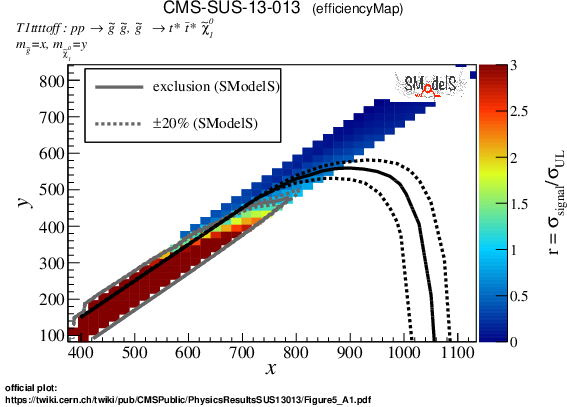 CMS-SUS-13-013 (efficiencyMap)
T1ttttoff : pp → g̃ g̃, g̃ → t* t̄* χ̃⁰₁
m_g̃=x, m_χ̃⁰₁=y
800
700
600
500
400
300
200
100
y
exclusion (SModelS)
±20% (SModelS)
SModelS
400 500 600 700 800 900 1000 1100
x
3
2.5
2
1.5
1
0.5
0
r = σ_signal/σ_UL
official plot:
https://twiki.cern.ch/twiki/pub/CMSPublic/PhysicsResultsSUS13013/Figure5_A1.pdf